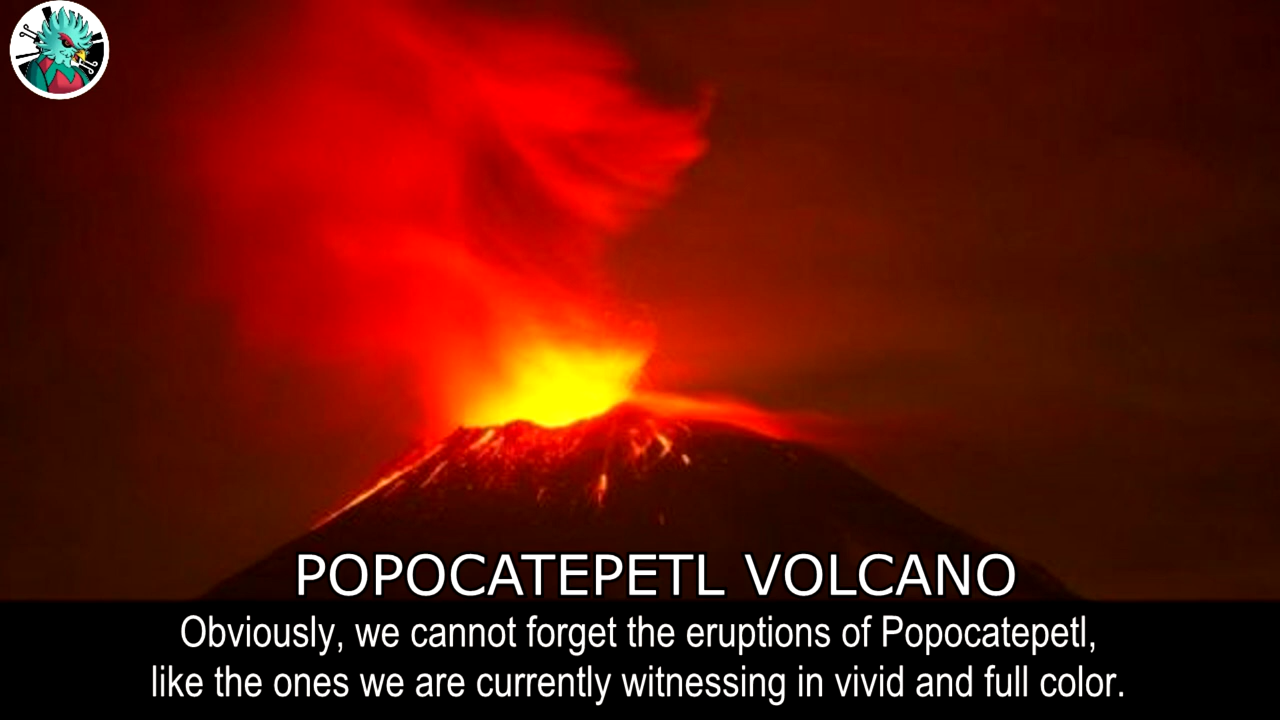 POPOCATEPETL VOLCANO
Obviously, we cannot forget the eruptions of Popocatepetl,
like the ones we are currently witnessing in vivid and full color.